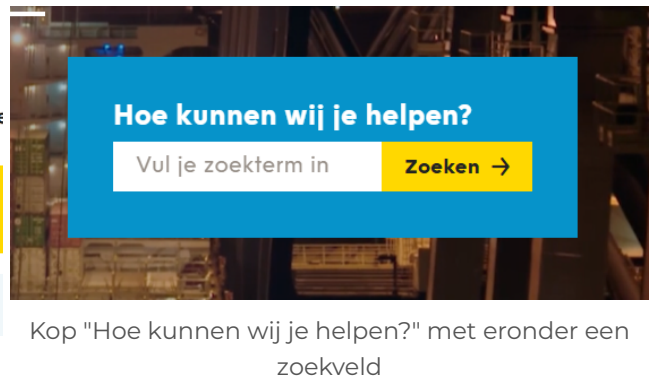 Hoe kunnen wij je helpen?
Vul je zoekterm in
Zoeken →
Kop "Hoe kunnen wij je helpen?" met eronder een
zoekveld